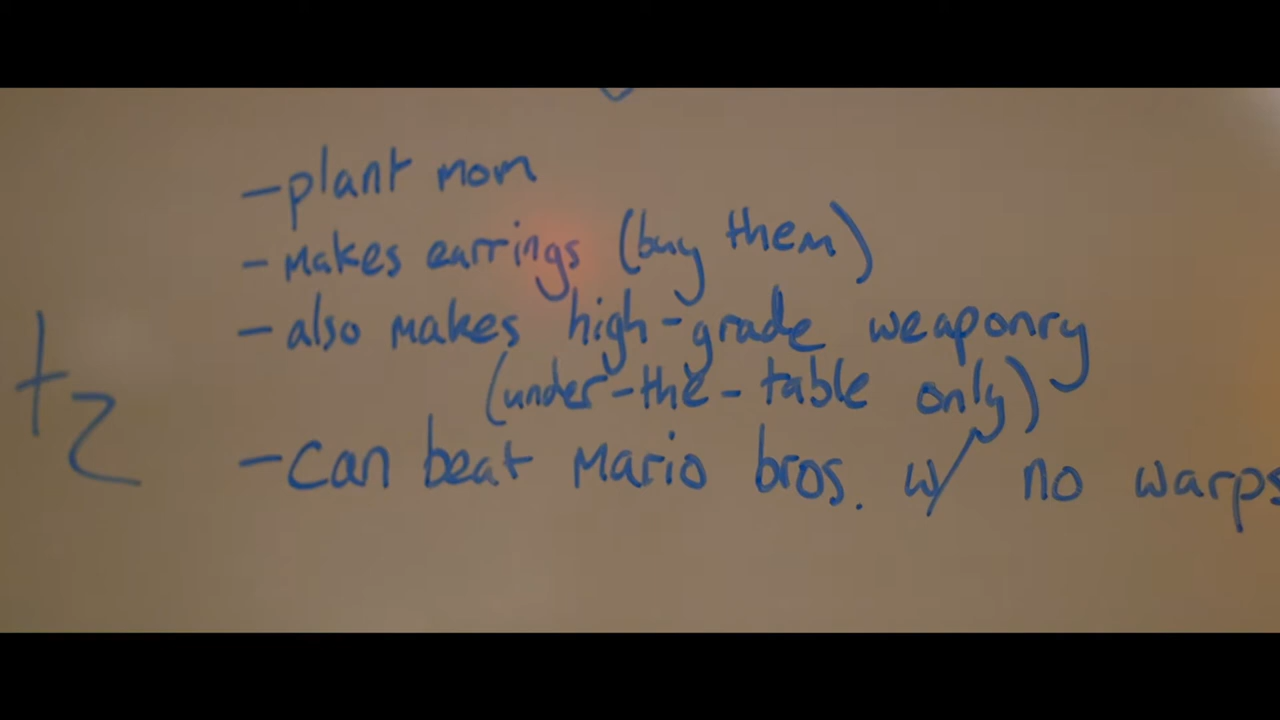 - plant mom
- makes earrings (buy them)
- also makes high-grade weaponry
(under-the-table only)
t2
- Can beat Mario bros. w/ no warps